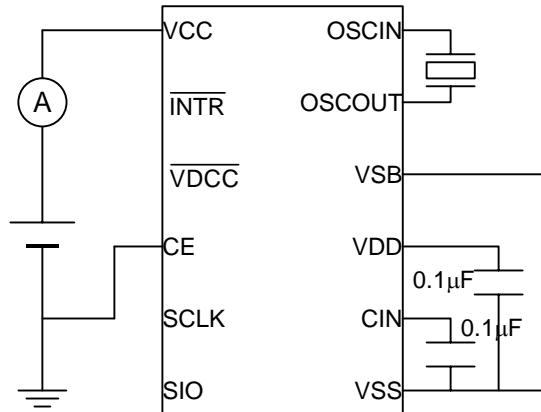 VCC OSCIN
A
INTR OSCOUT
VDCC VSB
CE VDD
0.1μF
SCLK CIN
0.1μF
SIO VSS